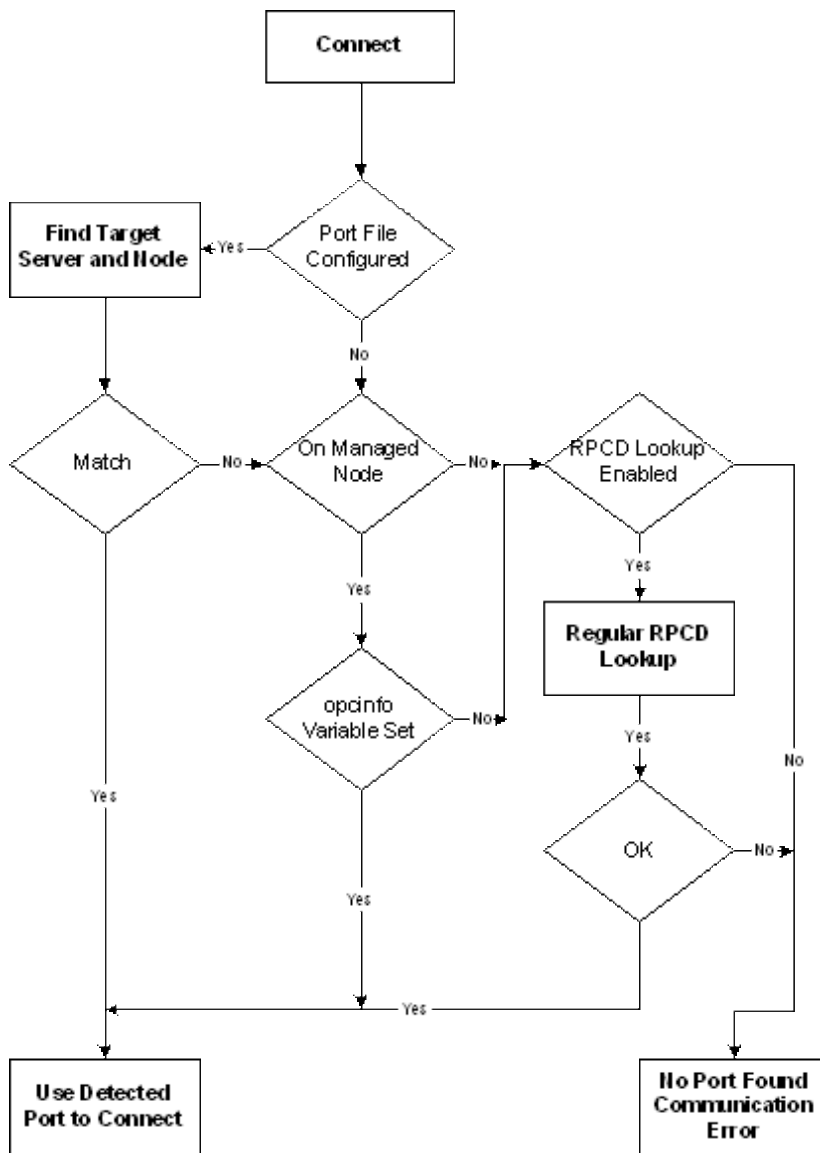 Connect
Port File
Configured
Yes
Find Target
Server and Node
No
Match
No
On Managed
Node
No
RPCD Lookup
Enabled
Yes
Yes
Regular RPCD
Lookup
opcinfo
Variable Set
No
Yes
No
Yes
OK
No
Yes
Yes
Use Detected
Port to Connect
No Port Found
Communication
Error